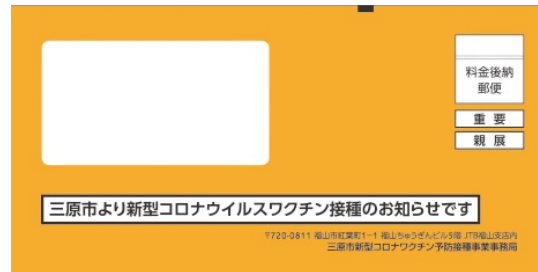 料金後納
郵便
重要
親展
三原市より新型コロナウイルスワクチン接種のお知らせです
〒720-0811 福山市紅葉町1-1 福山ちゅうぎんビル5階 JTB福山支店内
三原市新型コロナワクチン予防接種事業事務局